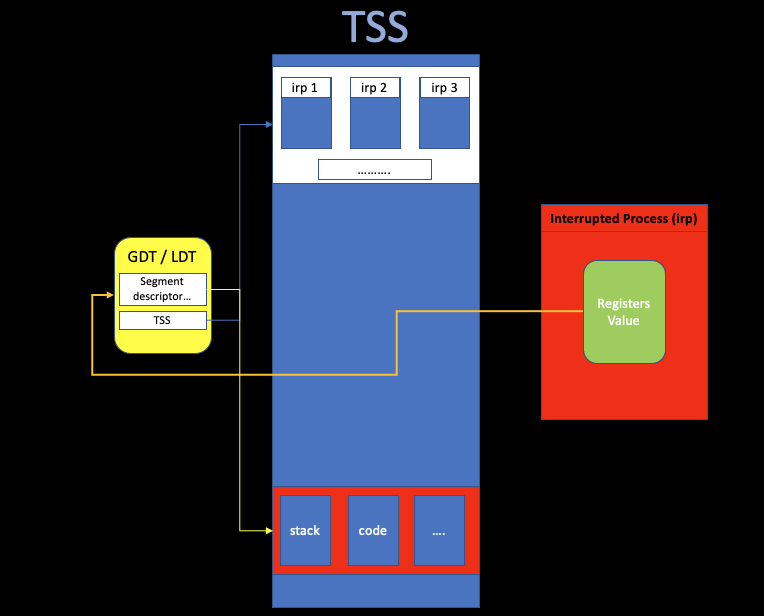 TSS
irp 1
irp 2
irp 3
..........
Interrupted Process (irp)
GDT / LDT
Segment
descriptor...
TSS
Registers
Value
stack
code
....